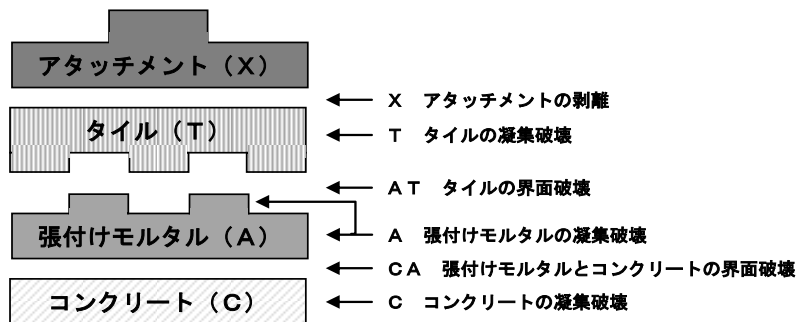 アタッチメント（X）
X アタッチメントの剥離
タイル（T）
T タイルの凝集破壊
AT タイルの界面破壊
張付けモルタル（A）
A 張付けモルタルの凝集破壊
CA 張付けモルタルとコンクリートの界面破壊
コンクリート（C）
C コンクリートの凝集破壊